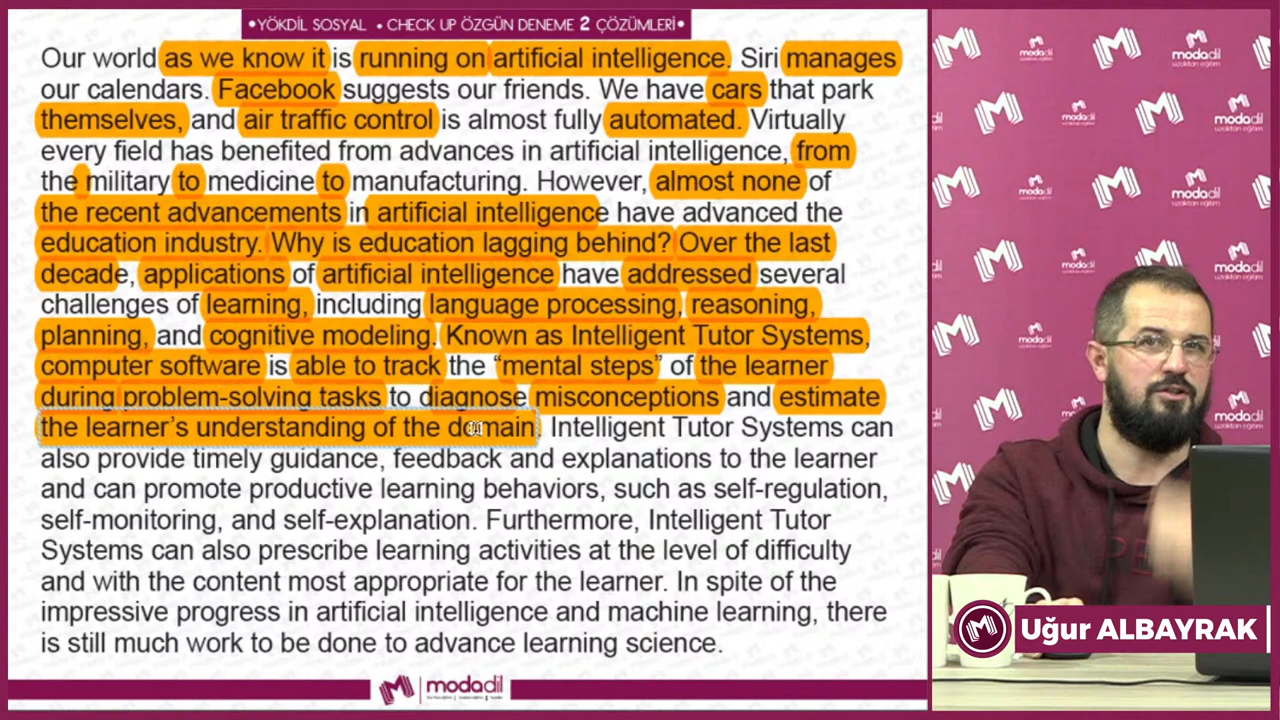 •YÖKDİL SOSYAL • CHECK UP ÖZGÜN DENEME 2 ÇÖZÜMLERİ•
Our world as we know it is running on artificial intelligence. Siri manages
our calendars. Facebook suggests our friends. We have cars that park
themselves, and air traffic control is almost fully automated. Virtually
every field has benefited from advances in artificial intelligence, from
the military to medicine to manufacturing. However, almost none of
the recent advancements in artificial intelligence have advanced the
education industry. Why is education lagging behind? Over the last
decade, applications of artificial intelligence have addressed several
challenges of learning, including language processing, reasoning,
planning, and cognitive modeling. Known as Intelligent Tutor Systems,
computer software is able to track the “mental steps” of the learner
during problem-solving tasks to diagnose misconceptions and estimate
the learner’s understanding of the domain. Intelligent Tutor Systems can
also provide timely guidance, feedback and explanations to the learner
and can promote productive learning behaviors, such as self-regulation,
self-monitoring, and self-explanation. Furthermore, Intelligent Tutor
Systems can also prescribe learning activities at the level of difficulty
and with the content most appropriate for the learner. In spite of the
impressive progress in artificial intelligence and machine learning, there
is still much work to be done to advance learning science.
modadil
modadil
uzaktan eğitim
Uğur ALBAYRAK